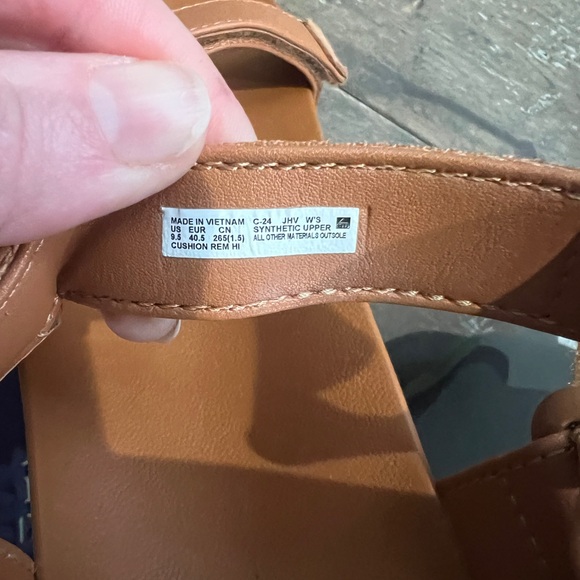 MADE IN VIETNAM C-24 JHV W'S
US EUR CN SYNTHETIC UPPER
9.5 40.5 265(1.5) ALL OTHER MATERIALS OUTSOLE
CUSHION REM HI